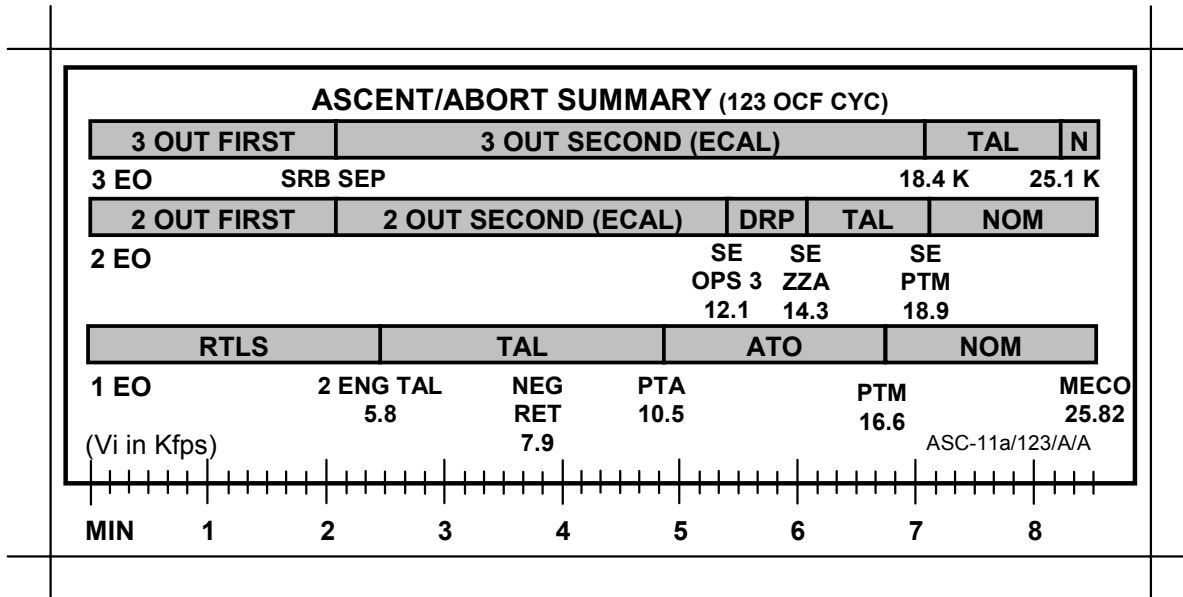 ASCENT/ABORT SUMMARY (123 OCF CYC)
3 OUT FIRST 3 OUT SECOND (ECAL) TAL N
3 EO SRB SEP 18.4 K 25.1 K
2 OUT FIRST 2 OUT SECOND (ECAL) DRP TAL NOM
2 EO SE SE SE
OPS 3 ZZA PTM
12.1 14.3 18.9
RTLS TAL ATO NOM
1 EO 2 ENG TAL NEG PTA PTM MECO
5.8 RET 10.5 16.6 25.82
(Vi in Kfps) 7.9 ASC-11a/123/A/A
MIN 1 2 3 4 5 6 7 8